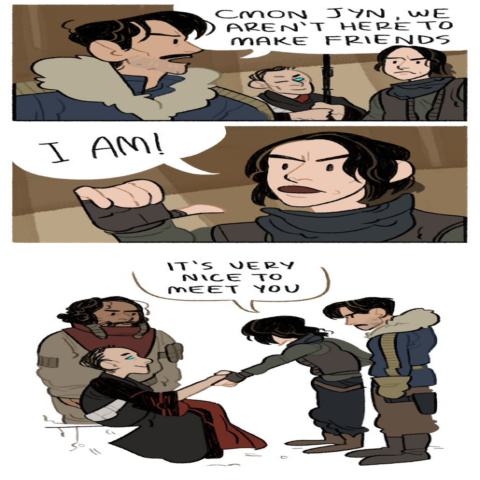 CMON JYN, WE
AREN'T HERE TO
MAKE FRIENDS
I AM!
IT'S VERY
NICE TO
MEET YOU